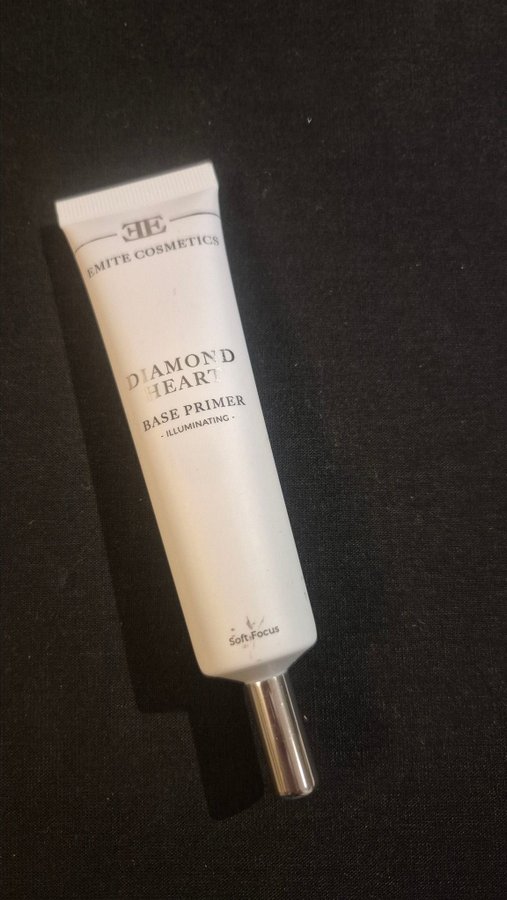 EE
EMITE COSMETICS
DIAMOND
HEART
BASE PRIMER
- ILLUMINATING -
Soft Focus